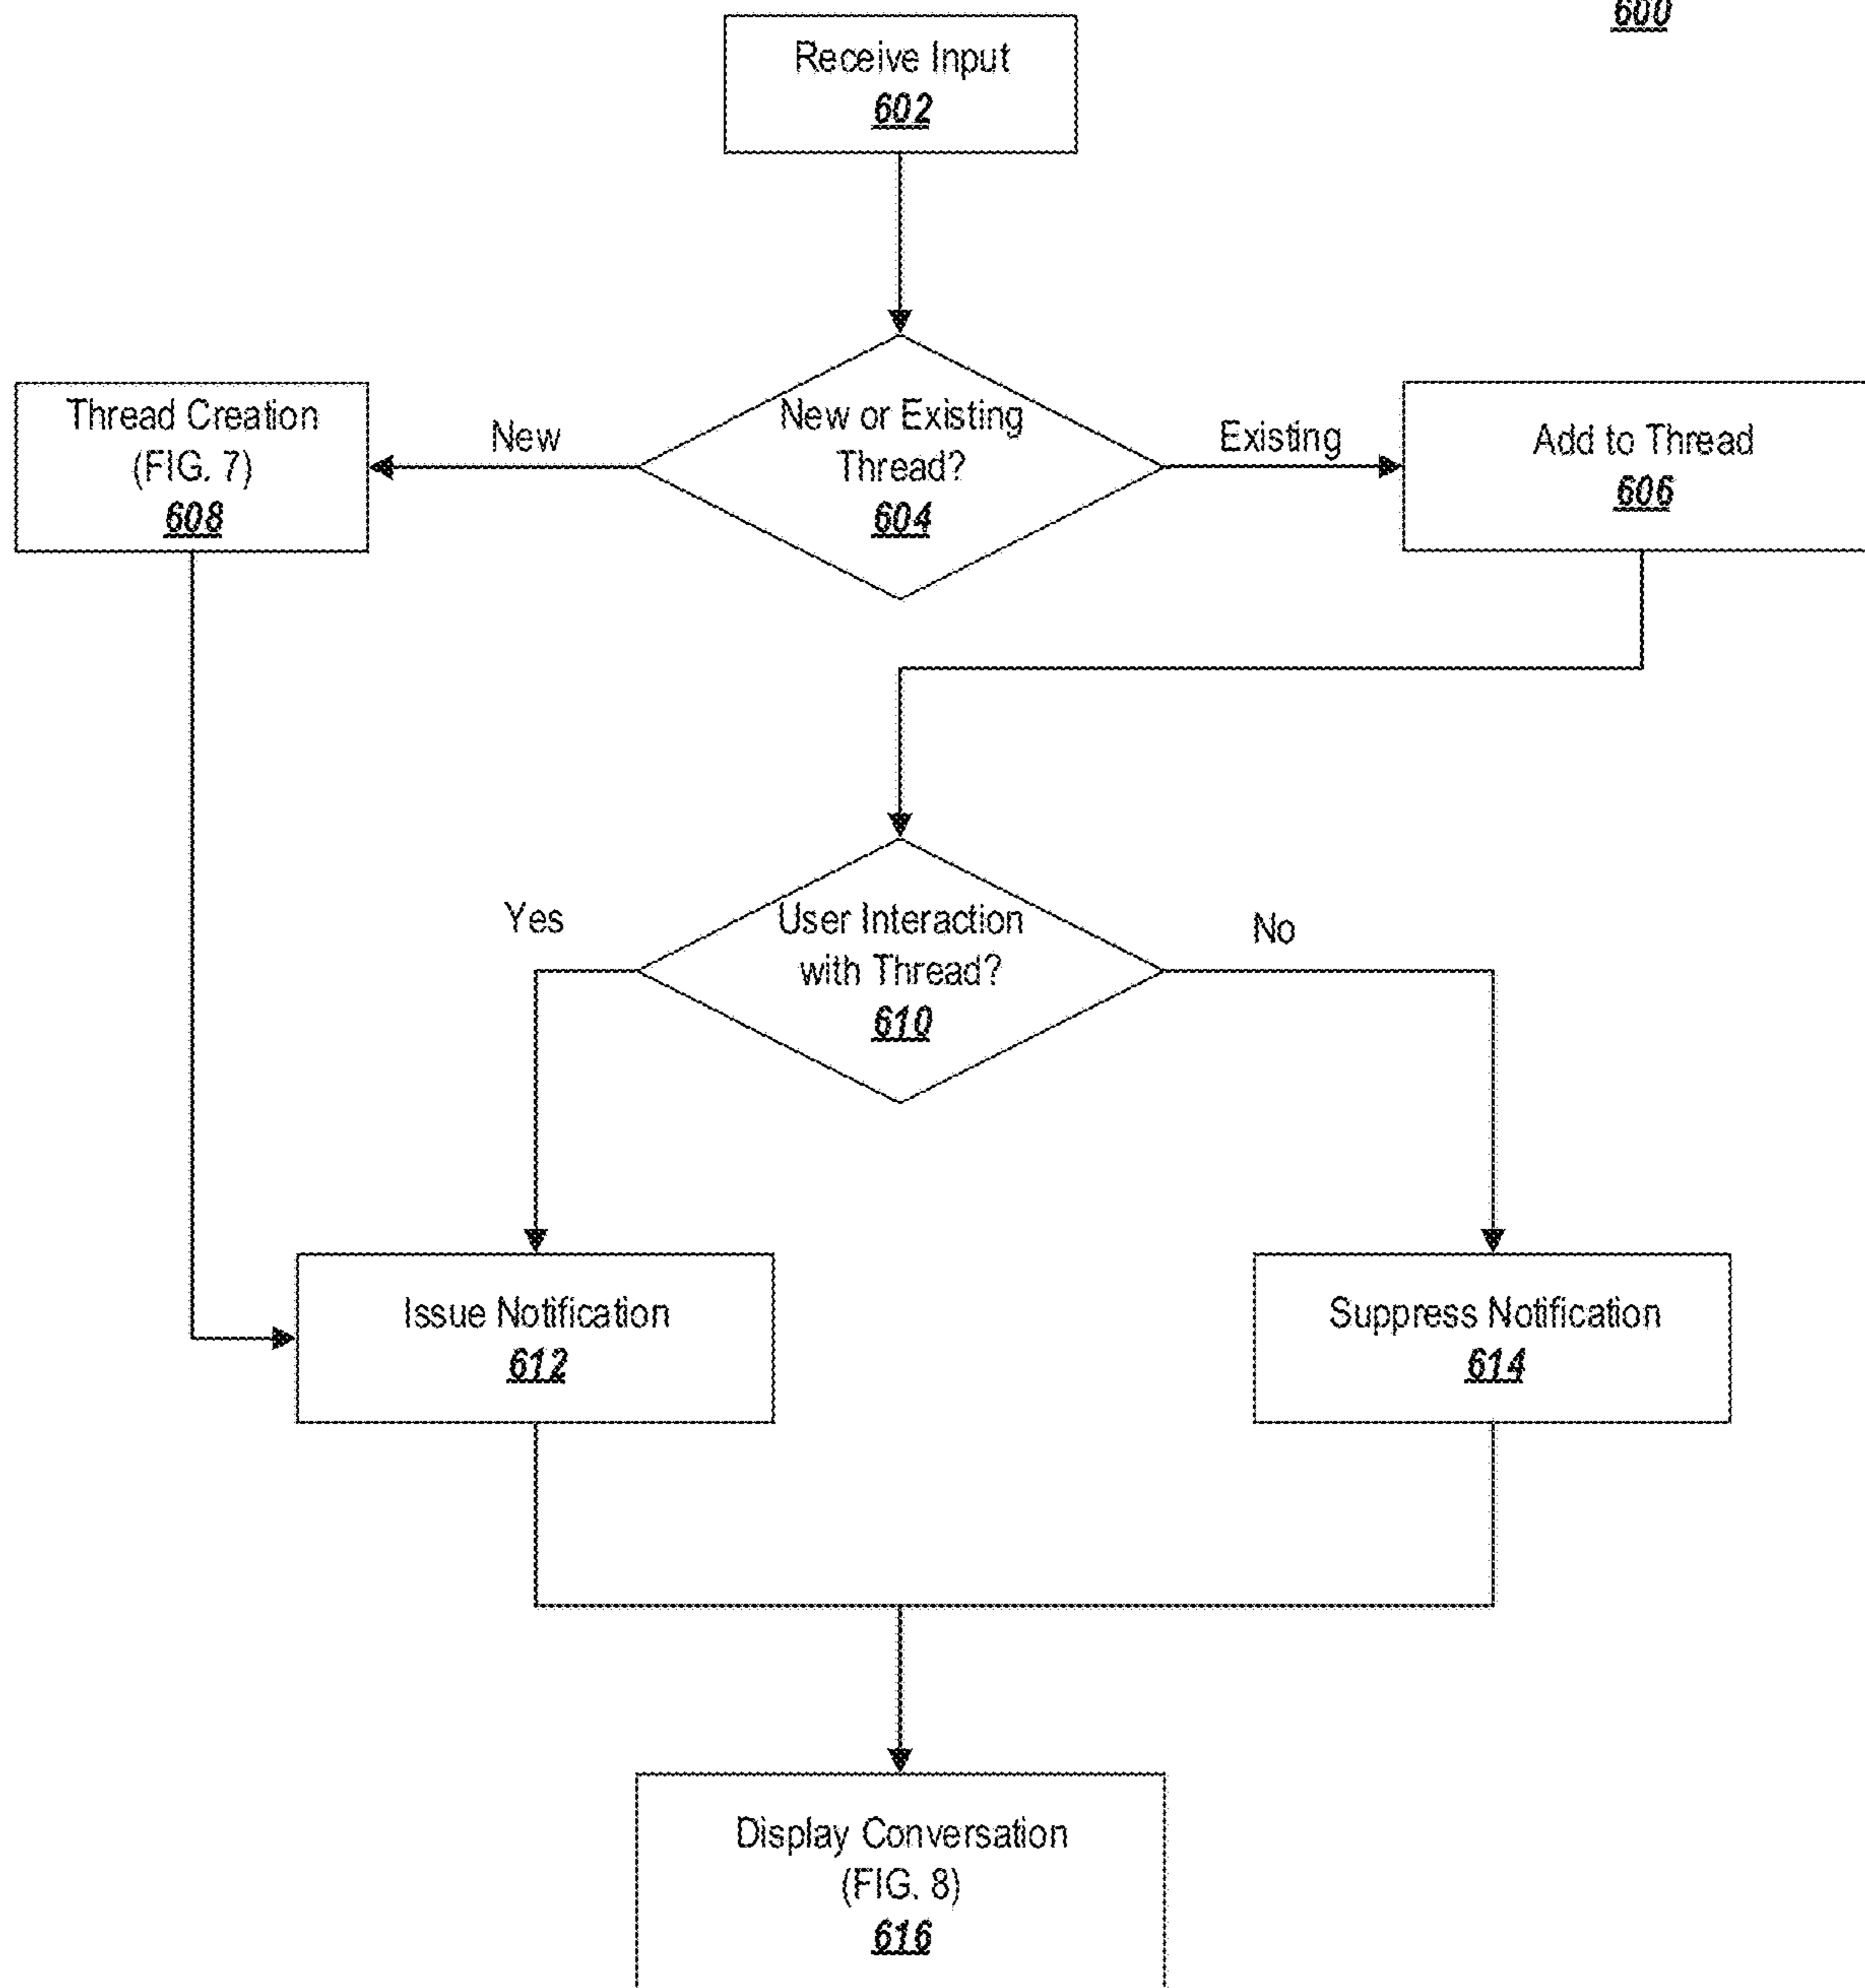 600
Receive Input
602
Thread Creation
(FIG. 7)
608
New
New or Existing
Thread?
604
Existing
Add to Thread
606
Yes
User Interaction
with Thread?
610
No
Issue Notification
612
Suppress Notification
614
Display Conversation
(FIG. 8)
616